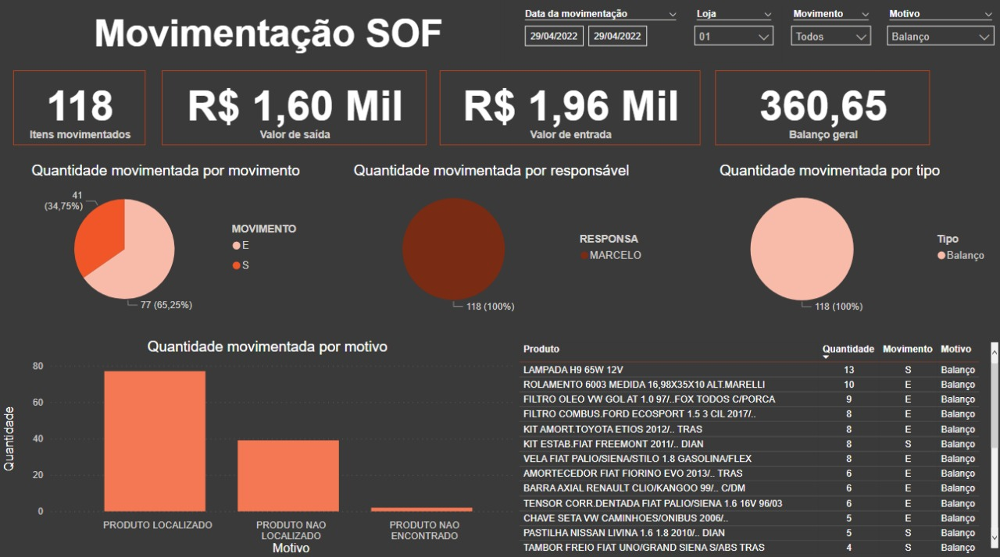 Movimentação SOF
Data da movimentação
29/04/2022 29/04/2022
Loja
01
Movimento
Todos
Motivo
Balanço
118
Itens movimentados
R$ 1,60 Mil
Valor de saída
R$ 1,96 Mil
Valor de entrada
360,65
Balanço geral
Quantidade movimentada por movimento
41
(34,75%)
77 (65,25%)
MOVIMENTO
E
S
Quantidade movimentada por responsável
118 (100%)
RESPONSA
MARCELO
Quantidade movimentada por tipo
118 (100%)
Tipo
Balanço
Quantidade movimentada por motivo
Quantidade
80
60
40
20
0
PRODUTO LOCALIZADO
PRODUTO NAO
LOCALIZADO
PRODUTO NAO
ENCONTRADO
Motivo
Produto Quantidade Movimento Motivo
LAMPADA H9 65W 12V 13 S Balanço
ROLAMENTO 6003 MEDIDA 16,98X35X10 ALT.MARELLI 10 E Balanço
FILTRO OLEO VW GOL AT 1.0 97/..FOX TODOS C/PORCA 9 E Balanço
FILTRO COMBUS.FORD ECOSPORT 1.5 3 CIL 2017/.. 8 E Balanço
KIT AMORT.TOYOTA ETIOS 2012/.. TRAS 8 E Balanço
KIT ESTAB.FIAT FREEMONT 2011/.. DIAN 8 S Balanço
VELA FIAT PALIO/SIENA/STILO 1.8 GASOLINA/FLEX 8 E Balanço
AMORTECEDOR FIAT FIORINO EVO 2013/.. TRAS 6 E Balanço
BARRA AXIAL RENAULT CLIO/KANGOO 99/.. C/DM 6 E Balanço
TENSOR CORR.DENTADA FIAT PALIO/SIENA 1.6 16V 96/03 6 E Balanço
CHAVE SETA VW CAMINHOES/ONIBUS 2006/.. 5 E Balanço
PASTILHA NISSAN LIVINA 1.6 1.8 2010/.. DIAN 5 S Balanço
TAMBOR FREIO FIAT UNO/GRAND SIENA S/ABS TRAS 4 S Balanço